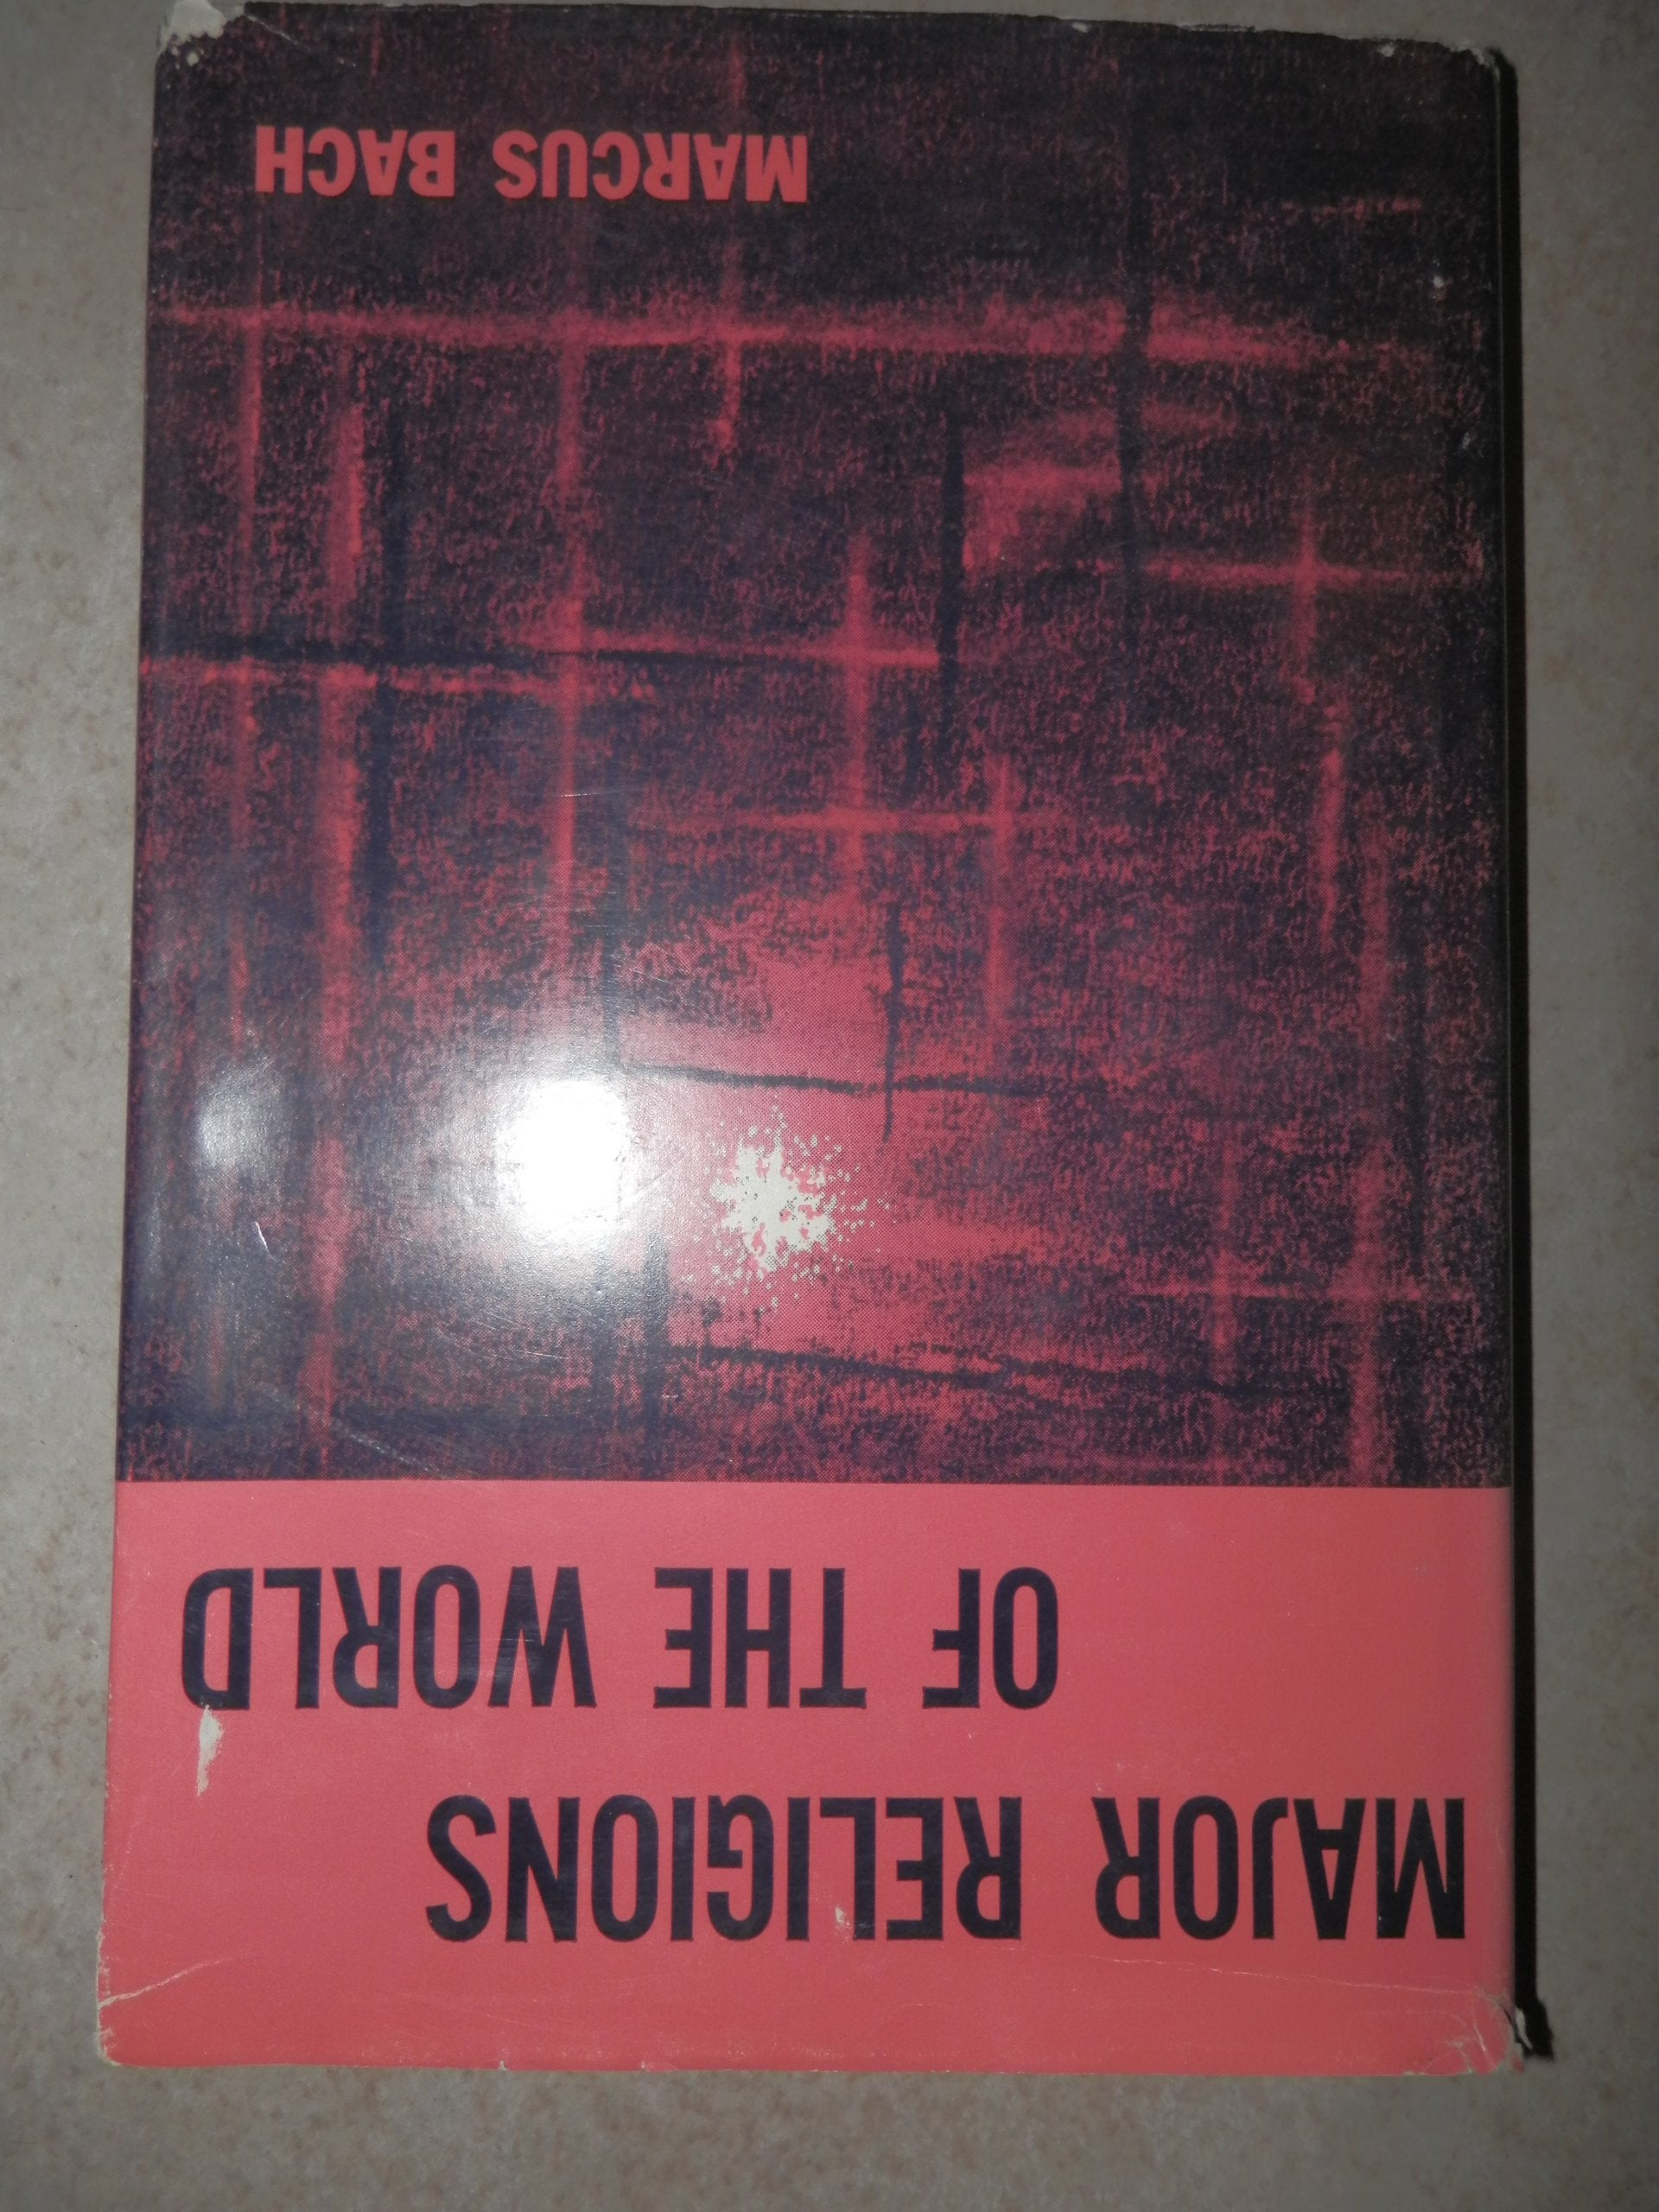 MAJOR RELIGIONS
OF THE WORLD
MARCUS BACH